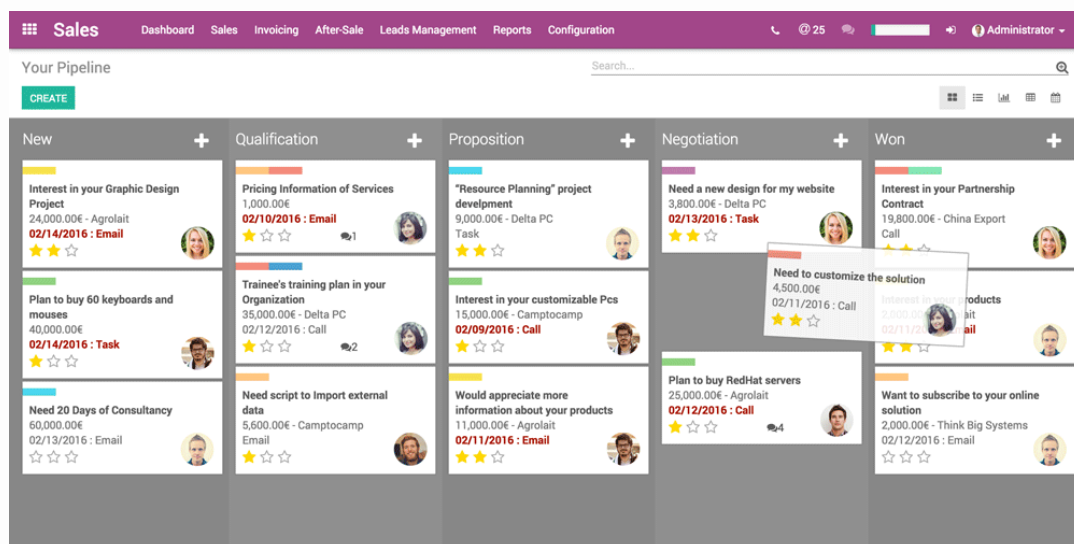 Sales
Dashboard Sales Invoicing After-Sale Leads Management Reports Configuration
@ 25
Administrator
Your Pipeline
Search...
CREATE
New
Interest in your Graphic Design
Project
24,000.00€ - Agrolait
02/14/2016 : Email
Plan to buy 60 keyboards and
mouses
40,000.00€
02/14/2016 : Task
Need 20 Days of Consultancy
60,000.00€
02/13/2016 : Email
Qualification
Pricing Information of Services
1,000.00€
02/10/2016 : Email
1
Trainee's training plan in your
Organization
35,000.00€ - Delta PC
02/12/2016 : Call
2
Need script to Import external
data
5,600.00€ - Camptocamp
Email
Proposition
"Resource Planning" project
develpment
9,000.00€ - Delta PC
Task
Interest in your customizable Pcs
15,000.00€ - Camptocamp
02/09/2016 : Call
Would appreciate more
information about your products
11,000.00€ - Agrolait
02/11/2016 : Email
Negotiation
Need a new design for my website
3,800.00€ - Delta PC
02/13/2016 : Task
Need to customize the solution
4,500.00€
02/11/2016 : Call
Plan to buy RedHat servers
25,000.00€ - Agrolait
02/12/2016 : Call
4
Won
Interest in your Partnership
Contract
19,800.00€ - China Export
Call
Interest in your products
02/11/
Want to subscribe to your online
solution
2,000.00€ - Think Big Systems
02/12/2016 : Email